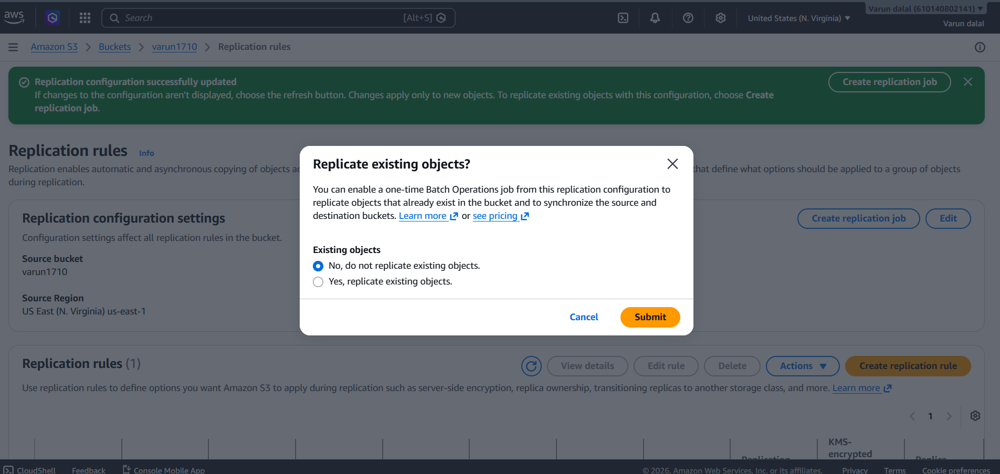 aws
Search
[Alt+S]
United States (N. Virginia)
Varun dalal (610140802141)
Varun dalal
Amazon S3
Buckets
varun1710
Replication rules
Replication configuration successfully updated
If changes to the configuration aren't displayed, choose the refresh button. Changes apply only to new objects. To replicate existing objects with this configuration, choose Create
replication job.
Create replication job
Replication rules
Info
Replication enables automatic and asynchronous copying of objects
that define what options should be applied to a group of objects
during replication.
Replication configuration settings
Create replication job
Edit
Configuration settings affect all replication rules in the bucket.
Source bucket
varun1710
Source Region
US East (N. Virginia) us-east-1
Replicate existing objects?
You can enable a one-time Batch Operations job from this replication configuration to
replicate objects that already exist in the bucket and to synchronize the source and
destination buckets. Learn more or see pricing
Existing objects
No, do not replicate existing objects.
Yes, replicate existing objects.
Cancel
Submit
Replication rules (1)
View details
Edit rule
Delete
Actions
Create replication rule
Use replication rules to define options you want Amazon S3 to apply during replication such as server-side encryption, replica ownership, transitioning replicas to another storage class, and more. Learn more
1
Replication
KMS-
encrypted
Replica
CloudShell
Feedback
Console Mobile App
© 2026, Amazon Web Services, Inc. or its affiliates.
Privacy
Terms
Cookie preferences